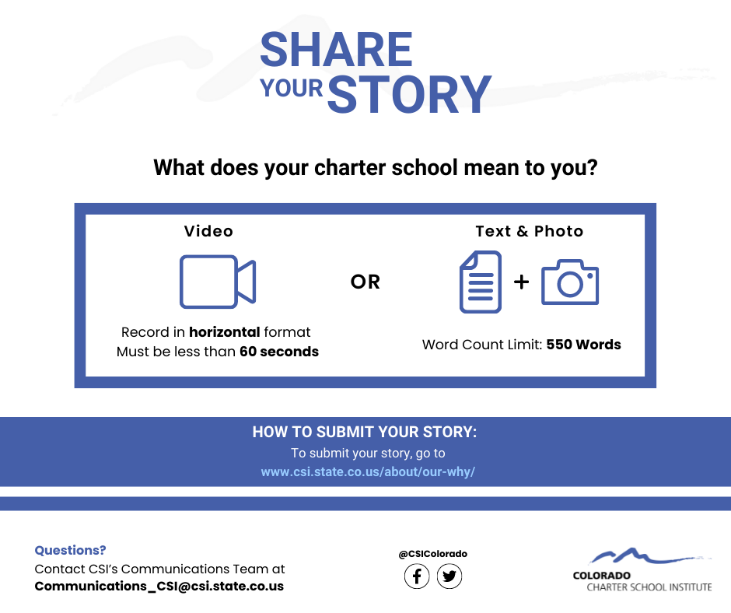 SHARE
YOUR STORY
What does your charter school mean to you?
Video
Record in horizontal format
Must be less than 60 seconds
OR
Text & Photo
+
Word Count Limit: 550 Words
HOW TO SUBMIT YOUR STORY:
To submit your story, go to
www.csi.state.co.us/about/our-why/
Questions?
Contact CSI's Communications Team at
Communications_CSI@csi.state.co.us
@CSIColorado
COLORADO
CHARTER SCHOOL INSTITUTE